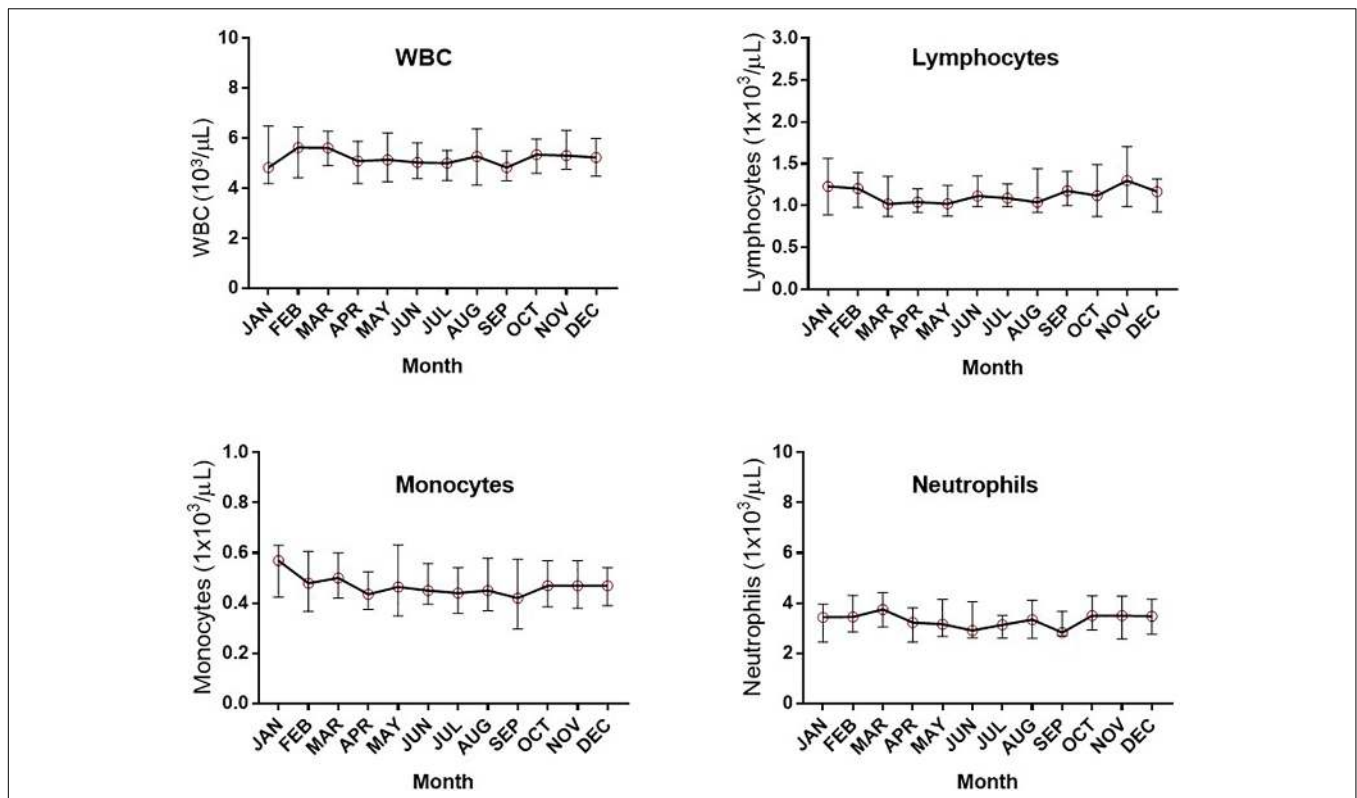 WBC
WBC (10³/µL)
10
8
6
4
2
0
JAN FEB MAR APR MAY JUN JUL AUG SEP OCT NOV DEC
Month
Lymphocytes
Lymphocytes (1x10³/µL)
3.0
2.5
2.0
1.5
1.0
0.5
0.0
JAN FEB MAR APR MAY JUN JUL AUG SEP OCT NOV DEC
Month
Monocytes
Monocytes (1x10³/µL)
1.0
0.8
0.6
0.4
0.2
0.0
JAN FEB MAR APR MAY JUN JUL AUG SEP OCT NOV DEC
Month
Neutrophils
Neutrophils (1x10³/µL)
10
8
6
4
2
0
JAN FEB MAR APR MAY JUN JUL AUG SEP OCT NOV DEC
Month